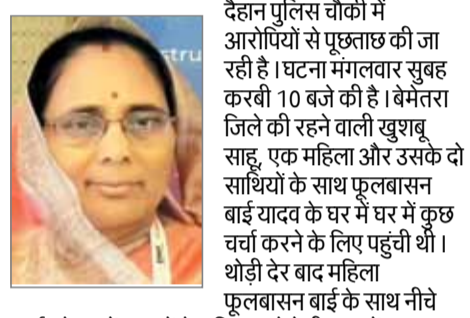 दैहान पुलिस चौकी में
आरोपियों से पूछताछ की जा
रही है। घटना मंगलवार सुबह
करबी 10 बजे की है। बेमेतरा
जिले की रहने वाली खुशबू
साहू, एक महिला और उसके दो
साथियों के साथ फूलबासन
बाई यादव के घर में घर में कुछ
चर्चा करने के लिए पहुंची थी।
थोड़ी देर बाद महिला
फूलबासन बाई के साथ नीचे